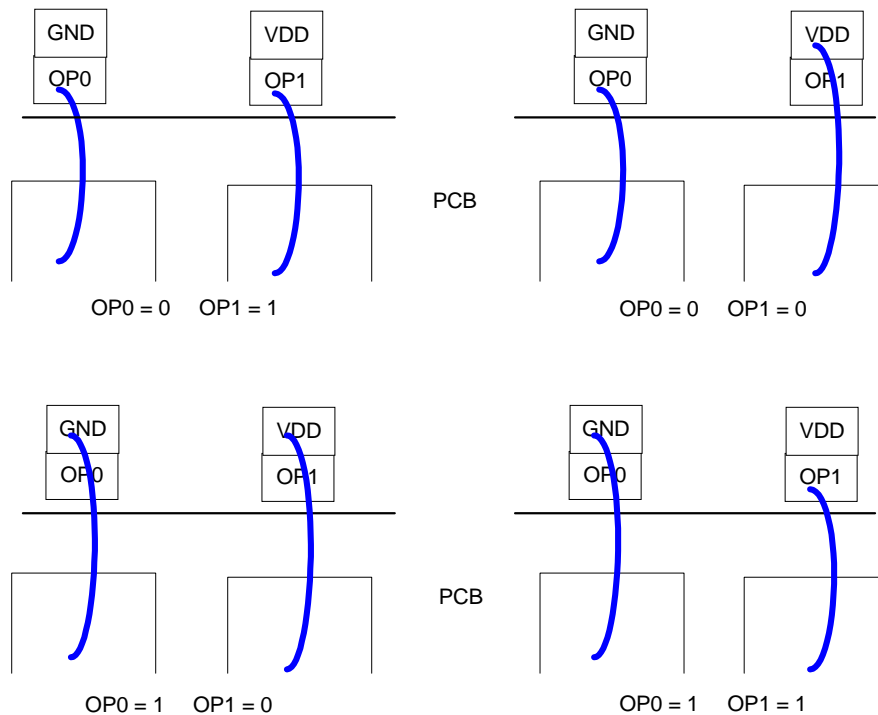 GND VDD GND VDD
OP0 OP1 OP0 OP1
PCB
OP0 = 0 OP1 = 1 OP0 = 0 OP1 = 0
GND VDD GND VDD
OP0 OP1 OP0 OP1
PCB
OP0 = 1 OP1 = 0 OP0 = 1 OP1 = 1